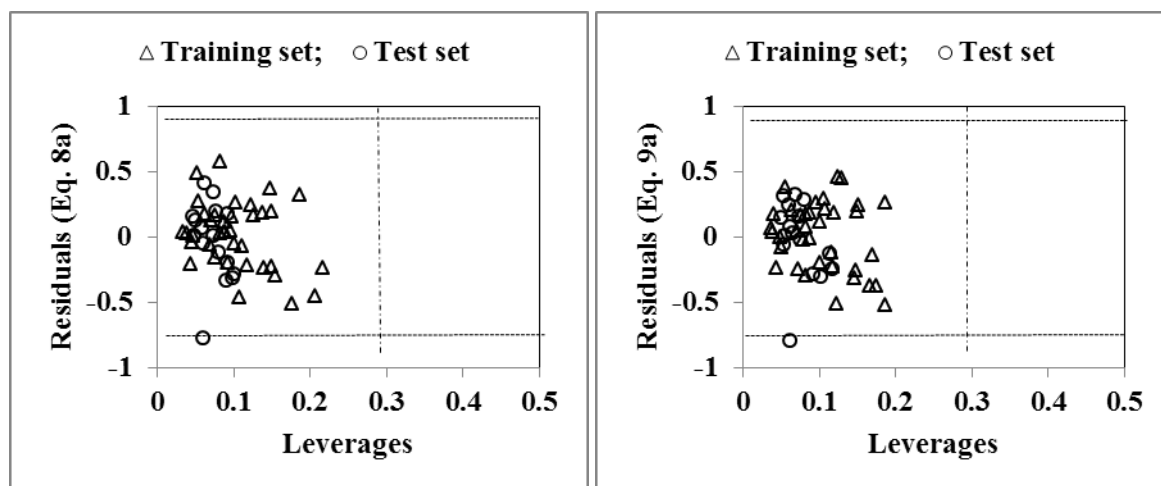 △ Training set; ○ Test set
Residuals (Eq. 8a)
1
0.5
0
-0.5
-1
0 0.1 0.2 0.3 0.4 0.5
Leverages
△ Training set; ○ Test set
Residuals (Eq. 9a)
1
0.5
0
-0.5
-1
0 0.1 0.2 0.3 0.4 0.5
Leverages